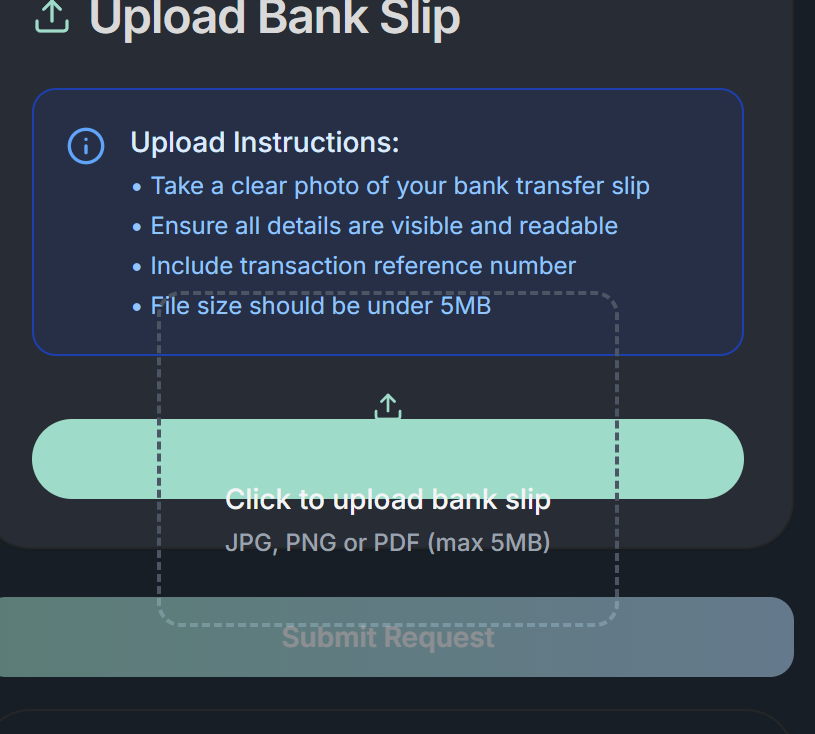 Upload Bank Slip
Upload Instructions:
• Take a clear photo of your bank transfer slip
• Ensure all details are visible and readable
• Include transaction reference number
• File size should be under 5MB
Click to upload bank slip
JPG, PNG or PDF (max 5MB)
Submit Request